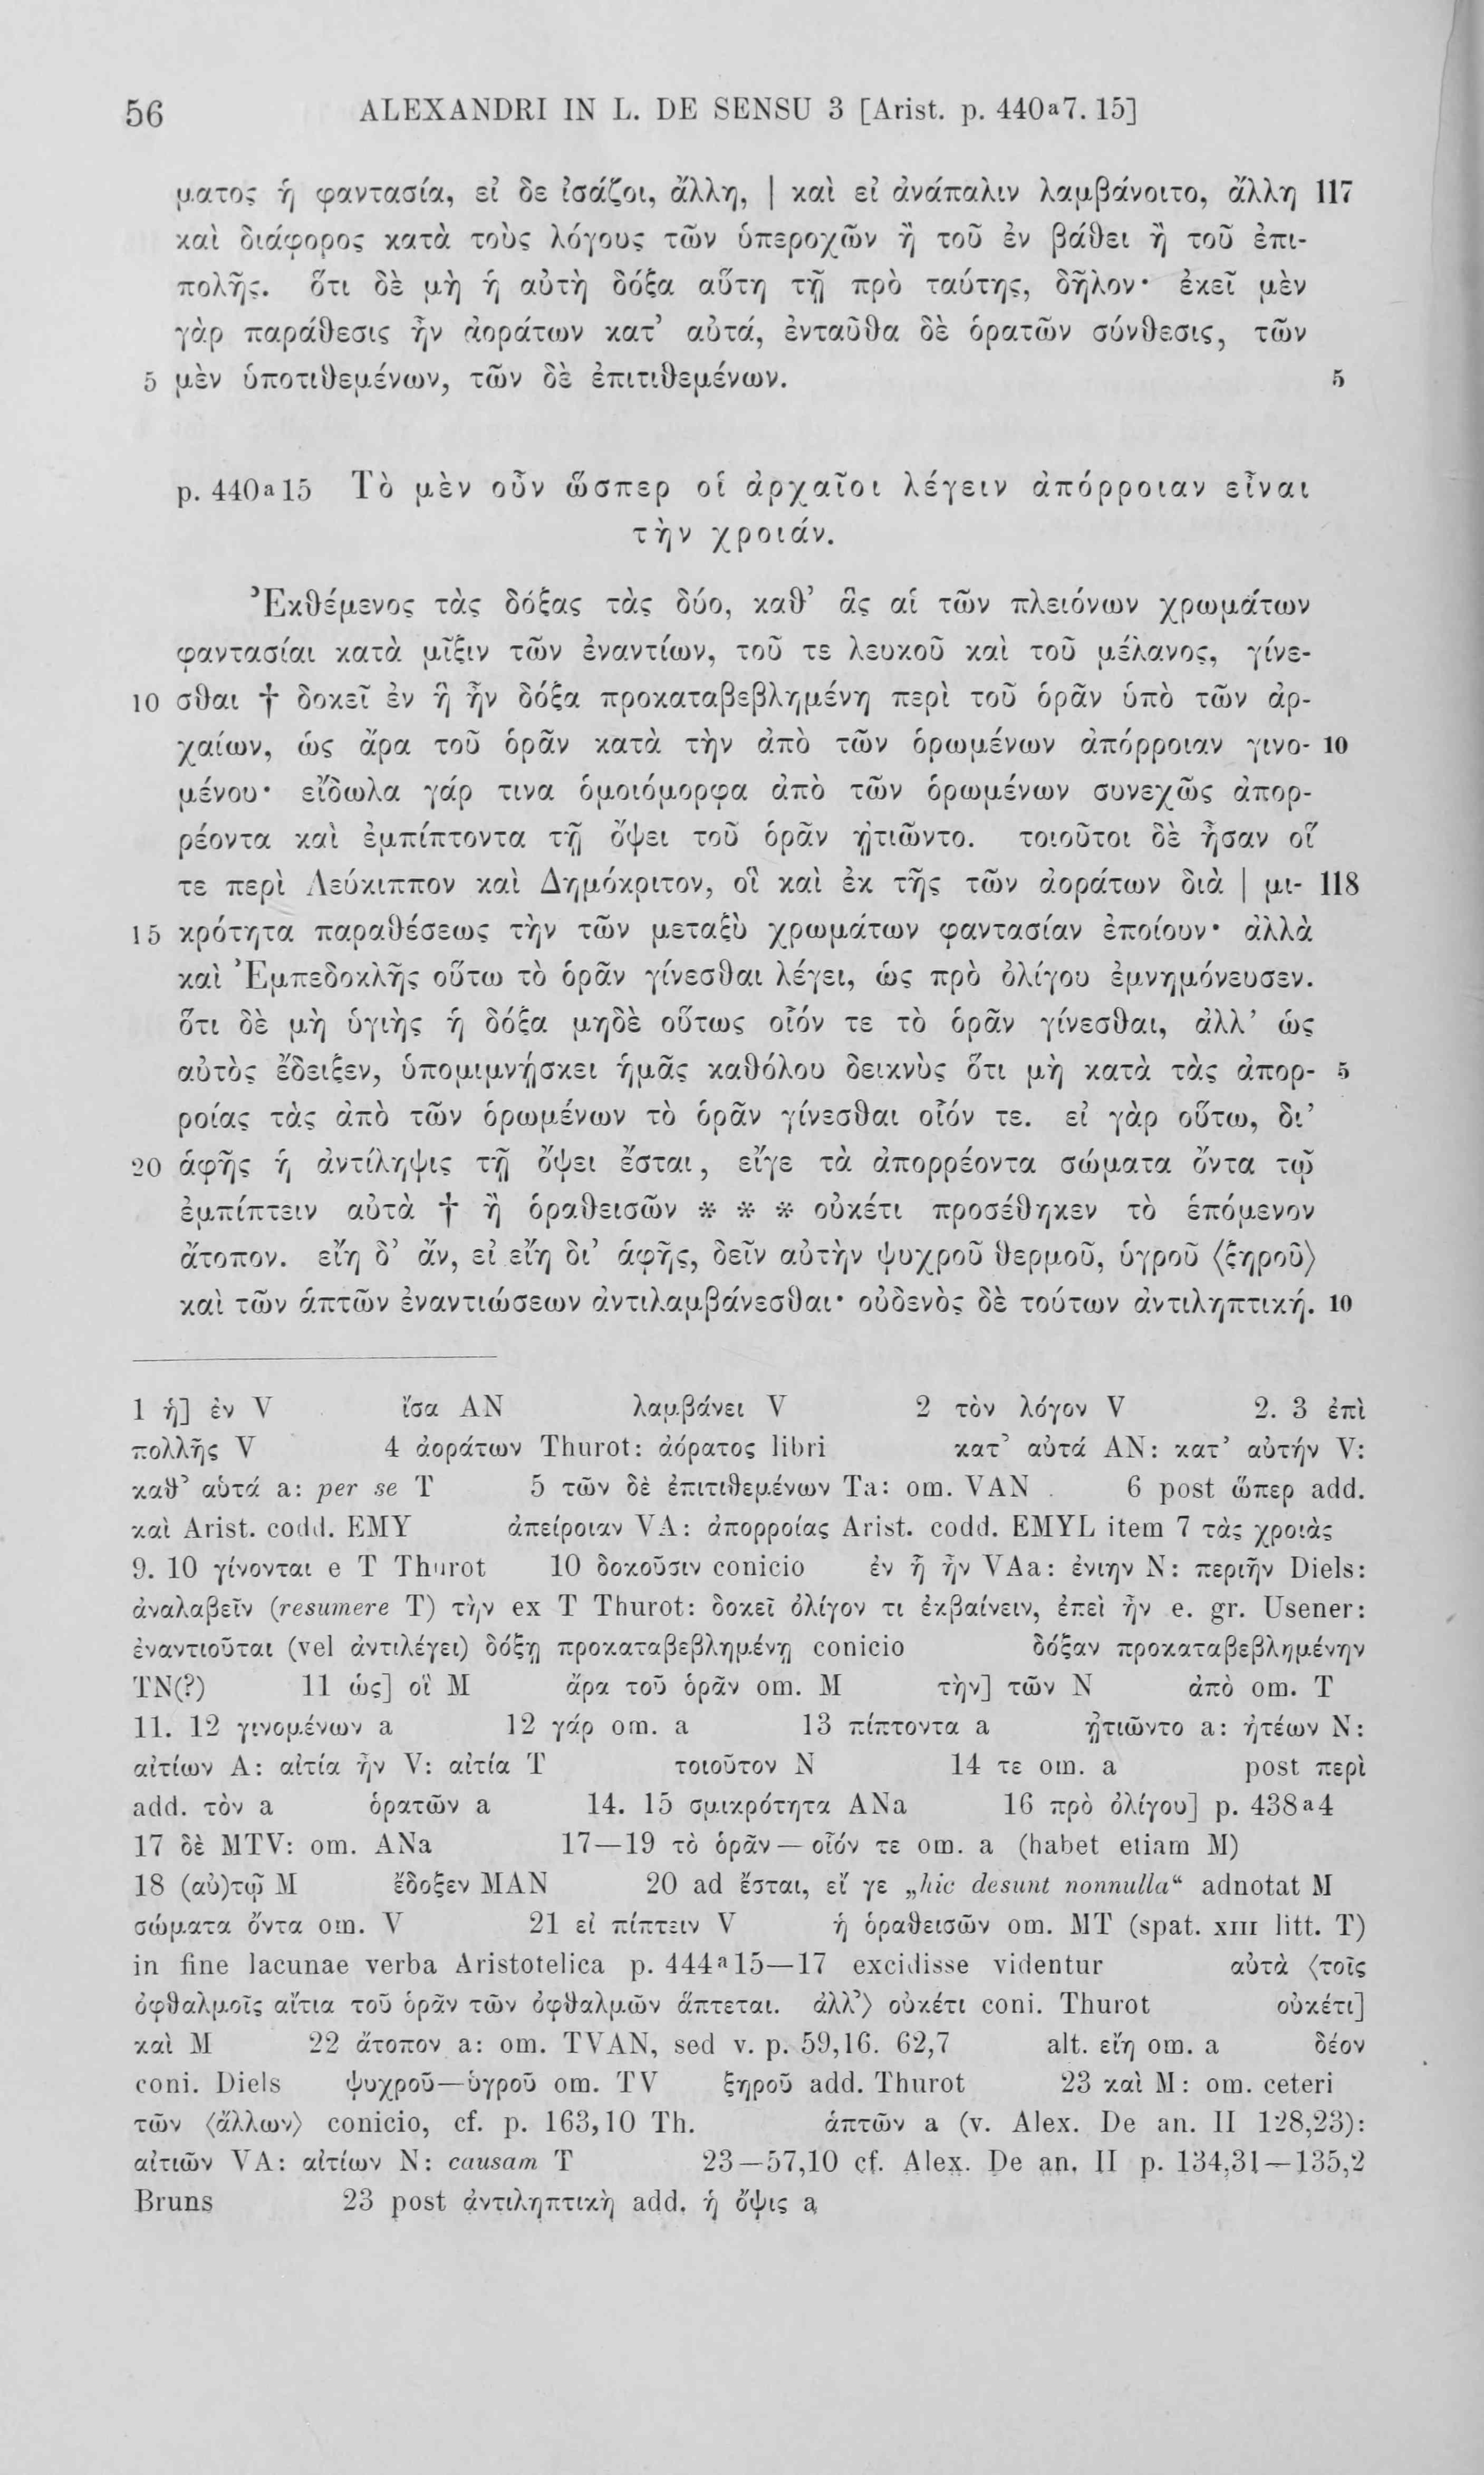 56 ALEXANDRI IN L. DE SENSU 3 [Arist. p. 440ᵃ7. 15]
ματος ἡ φαντασία, εἰ δε ἰσάζοι, ἄλλη, | καὶ εἰ ἀνάπαλιν λαμβάνοιτο, ἄλλη 117
καὶ διάφορος κατὰ τοὺς λόγους τῶν ὑπεροχῶν ἢ τοῦ ἐν βάθει ἢ τοῦ ἐπι-
πολῆς. ὅτι δὲ μὴ ἡ αὐτὴ δόξα αὕτη τῇ πρὸ ταύτης, δῆλον· ἐκεῖ μὲν
γὰρ παράθεσις ἦν ἀοράτων κατ’ αὐτά, ἐνταῦθα δὲ ὁρατῶν σύνθεσις, τῶν
5 μὲν ὑποτιθεμένων, τῶν δὲ ἐπιτιθεμένων. 5
p. 440ᵃ15 Τὸ μὲν οὖν ὥσπερ οἱ ἀρχαῖοι λέγειν ἀπόρροιαν εἶναι
τὴν χροιάν.
Ἐκθέμενος τὰς δόξας τὰς δύο, καθ’ ἃς αἱ τῶν πλειόνων χρωμάτων
φαντασίαι κατὰ μῖξιν τῶν ἐναντίων, τοῦ τε λευκοῦ καὶ τοῦ μέλανος, γίνε-
10 σθαι † δοκεῖ ἐν ἢ ἦν δόξα προκαταβεβλημένη περὶ τοῦ ὁρᾶν ὑπὸ τῶν ἀρ-
χαίων, ὡς ἄρα τοῦ ὁρᾶν κατὰ τὴν ἀπὸ τῶν ὁρωμένων ἀπόρροιαν γινο- 10
μένου· εἴδωλα γάρ τινα ὁμοιόμορφα ἀπὸ τῶν ὁρωμένων συνεχῶς ἀπορ-
ρέοντα καὶ ἐμπίπτοντα τῇ ὄψει τοῦ ὁρᾶν ᾐτιῶντο. τοιοῦτοι δὲ ἦσαν οἵ
τε περὶ Λεύκιππον καὶ Δημόκριτον, οἳ καὶ ἐκ τῆς τῶν ἀοράτων διὰ | μι- 118
15 κρότητα παραθέσεως τὴν τῶν μεταξὺ χρωμάτων φαντασίαν ἐποίουν· ἀλλὰ
καὶ Ἐμπεδοκλῆς οὕτω τὸ ὁρᾶν γίνεσθαι λέγει, ὡς πρὸ ὀλίγου ἐμνημόνευσεν.
ὅτι δὲ μὴ ὑγιὴς ἡ δόξα μηδὲ οὕτως οἷόν τε τὸ ὁρᾶν γίνεσθαι, ἀλλ’ ὡς
αὐτὸς ἔδειξεν, ὑπομιμνήσκει ἡμᾶς καθόλου δεικνὺς ὅτι μὴ κατὰ τὰς ἀπορ- 5
ροίας τὰς ἀπὸ τῶν ὁρωμένων τὸ ὁρᾶν γίνεσθαι οἷόν τε. εἰ γὰρ οὕτω, δι’
20 ἁφῆς ἡ ἀντίληψις τῇ ὄψει ἔσται, εἴγε τὰ ἀπορρέοντα σώματα ὄντα τῷ
ἐμπίπτειν αὐτὰ † ἢ ὁραθεισῶν * * * οὐκέτι προσέθηκεν τὸ ἑπόμενον
ἄτοπον. εἴη δ’ ἄν, εἰ εἴη δι’ ἁφῆς, δεῖν αὐτὴν ψυχροῦ θερμοῦ, ὑγροῦ ⟨ξηροῦ⟩
καὶ τῶν ἁπτῶν ἐναντιώσεων ἀντιλαμβάνεσθαι· οὐδενὸς δὲ τούτων ἀντιληπτική. 10
1 ἡ] ἐν V ἴσα AN λαμβάνει V 2 τὸν λόγον V 2. 3 ἐπὶ
πολλῆς V 4 ἀοράτων Thurot: ἀόρατος libri κατ’ αὐτά AN: κατ’ αὐτήν V:
καθ’ αὑτά a: per se T 5 τῶν δὲ ἐπιτιθεμένων Ta: om. VAN 6 post ὥπερ add.
καὶ Arist. codd. EMY ἀπείροιαν VA: ἀπορροίας Arist. codd. EMYL item 7 τὰς χροιὰς
9. 10 γίνονται e T Thurot 10 δοκοῦσιν conicio ἐν ᾗ ἦν VAa: ἐνιην N: περιῆν Diels:
ἀναλαβεῖν (resumere T) τὴν ex T Thurot: δοκεῖ ὀλίγον τι ἐκβαίνειν, ἐπεὶ ἦν e. gr. Usener:
ἐναντιοῦται (vel ἀντιλέγει) δόξῃ προκαταβεβλημένῃ conicio δόξαν προκαταβεβλημένην
TN(?) 11 ὡς] οἳ M ἄρα τοῦ ὁρᾶν om. M τὴν] τῶν N ἀπὸ om. T
11. 12 γινομένων a 12 γάρ om. a 13 πίπτοντα a ᾐτιῶντο a: ἠτέων N:
αἰτίων A: αἰτία ἦν V: αἰτία T τοιοῦτον N 14 τε om. a post περὶ
add. τὸν a ὁρατῶν a 14. 15 σμικρότητα ANa 16 πρὸ ὀλίγου] p. 438ᵃ4
17 δὲ MTV: om. ANa 17—19 τὸ ὁρᾶν — οἷόν τε om. a (habet etiam M)
18 (αὐ)τῷ M ἔδοξεν MAN 20 ad ἔσται, εἴ γε „hic desunt nonnulla“ adnotat M
σώματα ὄντα om. V 21 εἰ πίπτειν V ἡ ὁραθεισῶν om. MT (spat. XIII litt. T)
in fine lacunae verba Aristotelica p. 444ᵃ15—17 excidisse videntur αὐτὰ ⟨τοῖς
ὀφθαλμοῖς αἴτια τοῦ ὁρᾶν τῶν ὀφθαλμῶν ἅπτεται. ἀλλ’⟩ οὐκέτι coni. Thurot οὐκέτι]
καὶ M 22 ἄτοπον a: om. TVAN, sed v. p. 59,16. 62,7 alt. εἴη om. a δέον
coni. Diels ψυχροῦ—ὑγροῦ om. TV ξηροῦ add. Thurot 23 καὶ M: om. ceteri
τῶν ⟨ἄλλων⟩ conicio, cf. p. 163,10 Th. ἁπτῶν a (v. Alex. De an. II 128,23):
αἰτιῶν VA: αἰτίων N: causam T 23—57,10 cf. Alex. De an. II p. 134,31—135,2
Bruns 23 post ἀντιληπτικὴ add. ἡ ὄψις a